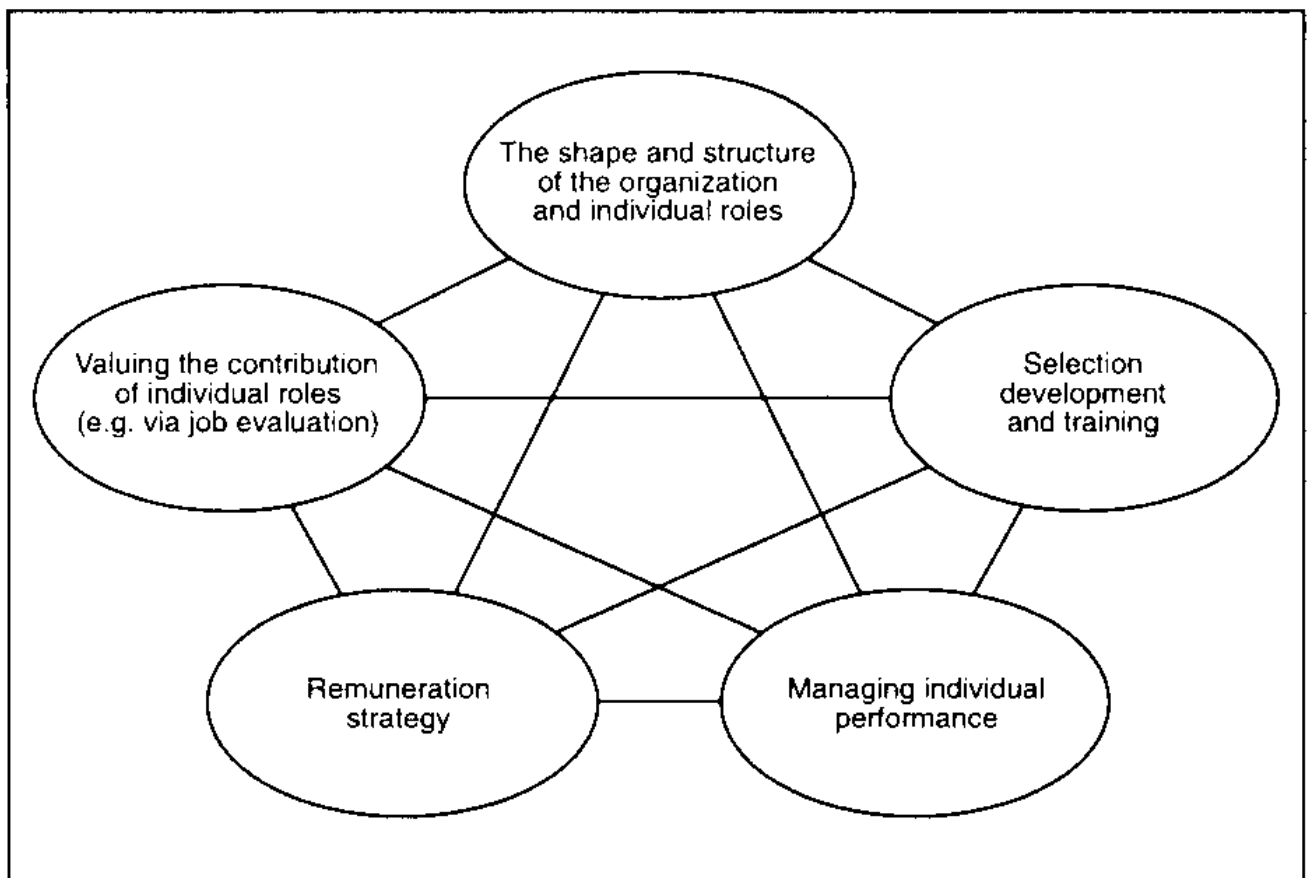 The shape and structure
of the organization
and individual roles
Valuing the contribution
of individual roles
(e.g. via job evaluation)
Selection
development
and training
Remuneration
strategy
Managing individual
performance